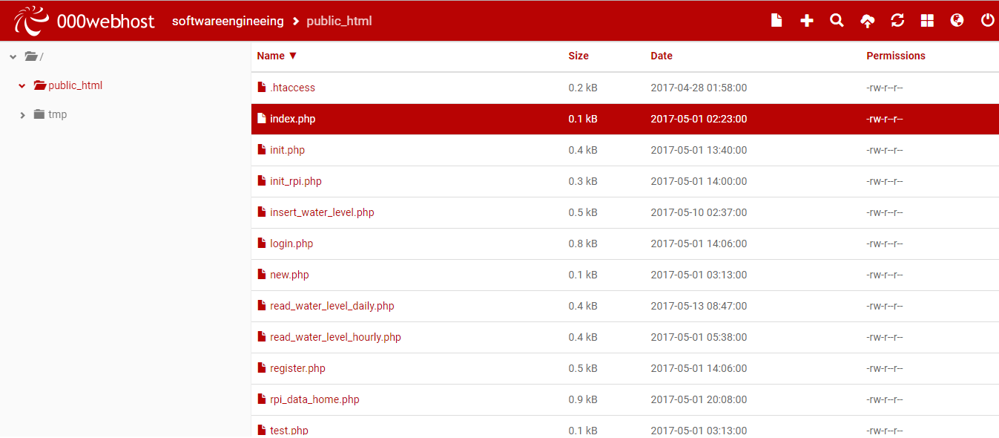 000webhost softwareengineeing > public_html
/
public_html
tmp
Name ▼ Size Date Permissions
.htaccess 0.2 kB 2017-04-28 01:58:00 -rw-r--r--
index.php 0.1 kB 2017-05-01 02:23:00 -rw-r--r--
init.php 0.4 kB 2017-05-01 13:40:00 -rw-r--r--
init_rpi.php 0.3 kB 2017-05-01 14:00:00 -rw-r--r--
insert_water_level.php 0.5 kB 2017-05-10 02:37:00 -rw-r--r--
login.php 0.8 kB 2017-05-01 14:06:00 -rw-r--r--
new.php 0.1 kB 2017-05-01 03:13:00 -rw-r--r--
read_water_level_daily.php 0.4 kB 2017-05-13 08:47:00 -rw-r--r--
read_water_level_hourly.php 0.4 kB 2017-05-01 05:38:00 -rw-r--r--
register.php 0.5 kB 2017-05-01 14:06:00 -rw-r--r--
rpi_data_home.php 0.9 kB 2017-05-01 20:08:00 -rw-r--r--
test.php 0.1 kB 2017-05-01 03:13:00 -rw-r--r--